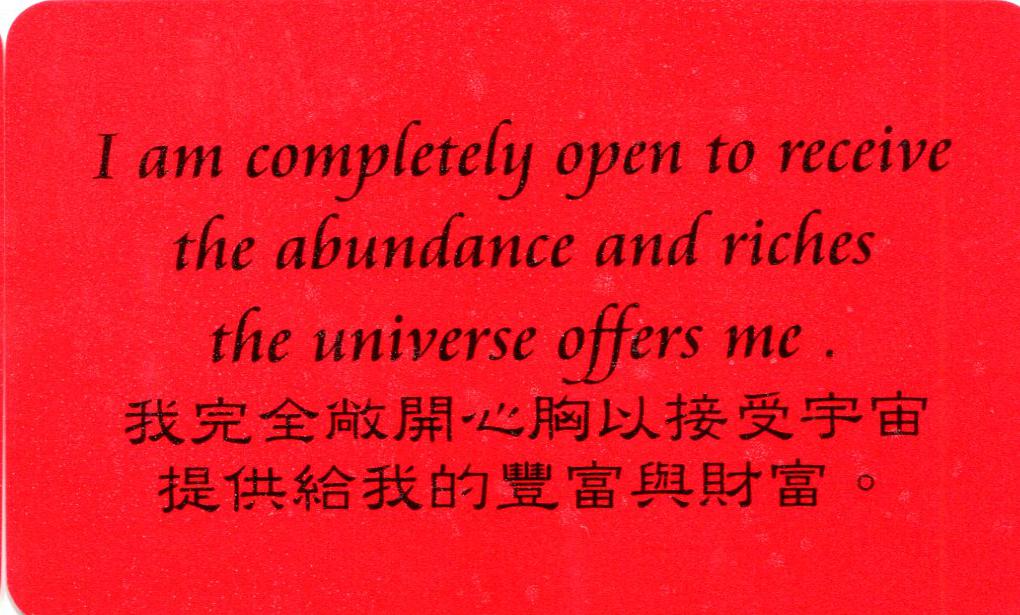 I am completely open to receive
the abundance and riches
the universe offers me .
我完全敞開心胸以接受宇宙
提供給我的豐富與財富。